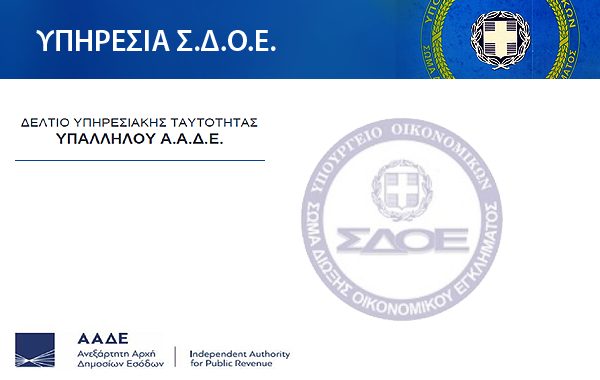 ΥΠΗΡΕΣΙΑ Σ.Δ.Ο.Ε.
ΔΕΛΤΙΟ ΥΠΗΡΕΣΙΑΚΗΣ ΤΑΥΤΟΤΗΤΑΣ
ΥΠΑΛΛΗΛΟΥ Α.Α.Δ.Ε.
ΥΠΟΥΡΓΕΙΟ ΟΙΚΟΝΟΜΙΚΩΝ
ΣΔΟΕ
ΣΩΜΑ ΔΙΩΞΗΣ ΟΙΚΟΝΟΜΙΚΟΥ ΕΓΚΛΗΜΑΤΟΣ
ΑΑΔΕ
Ανεξάρτητη Αρχή
Δημοσίων Εσόδων
Independent Authority
for Public Revenue